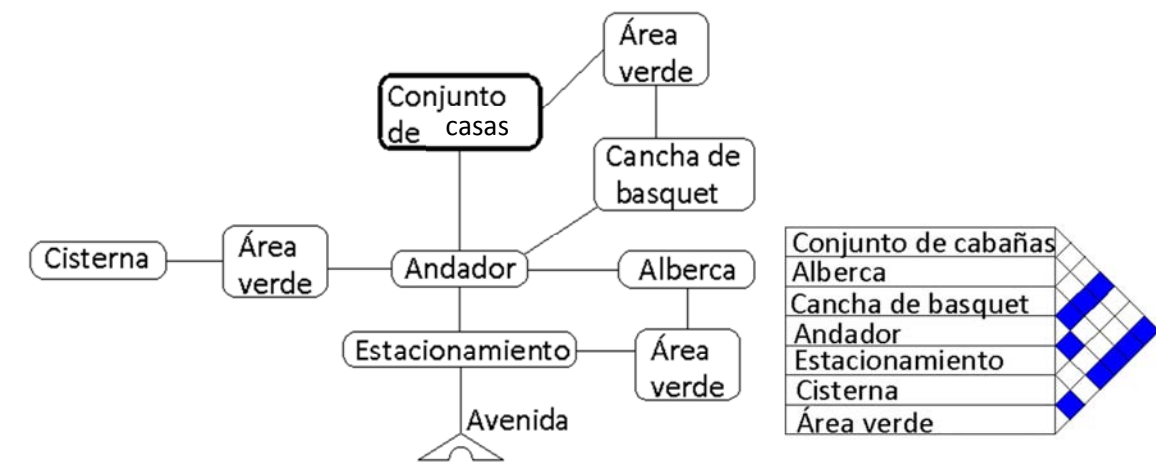 Área
verde
Conjunto
de casas
Cancha de
basquet
Cisterna
Área
verde
Andador
Alberca
Estacionamiento
Área
verde
Avenida
Conjunto de cabañas
Alberca
Cancha de basquet
Andador
Estacionamiento
Cisterna
Área verde